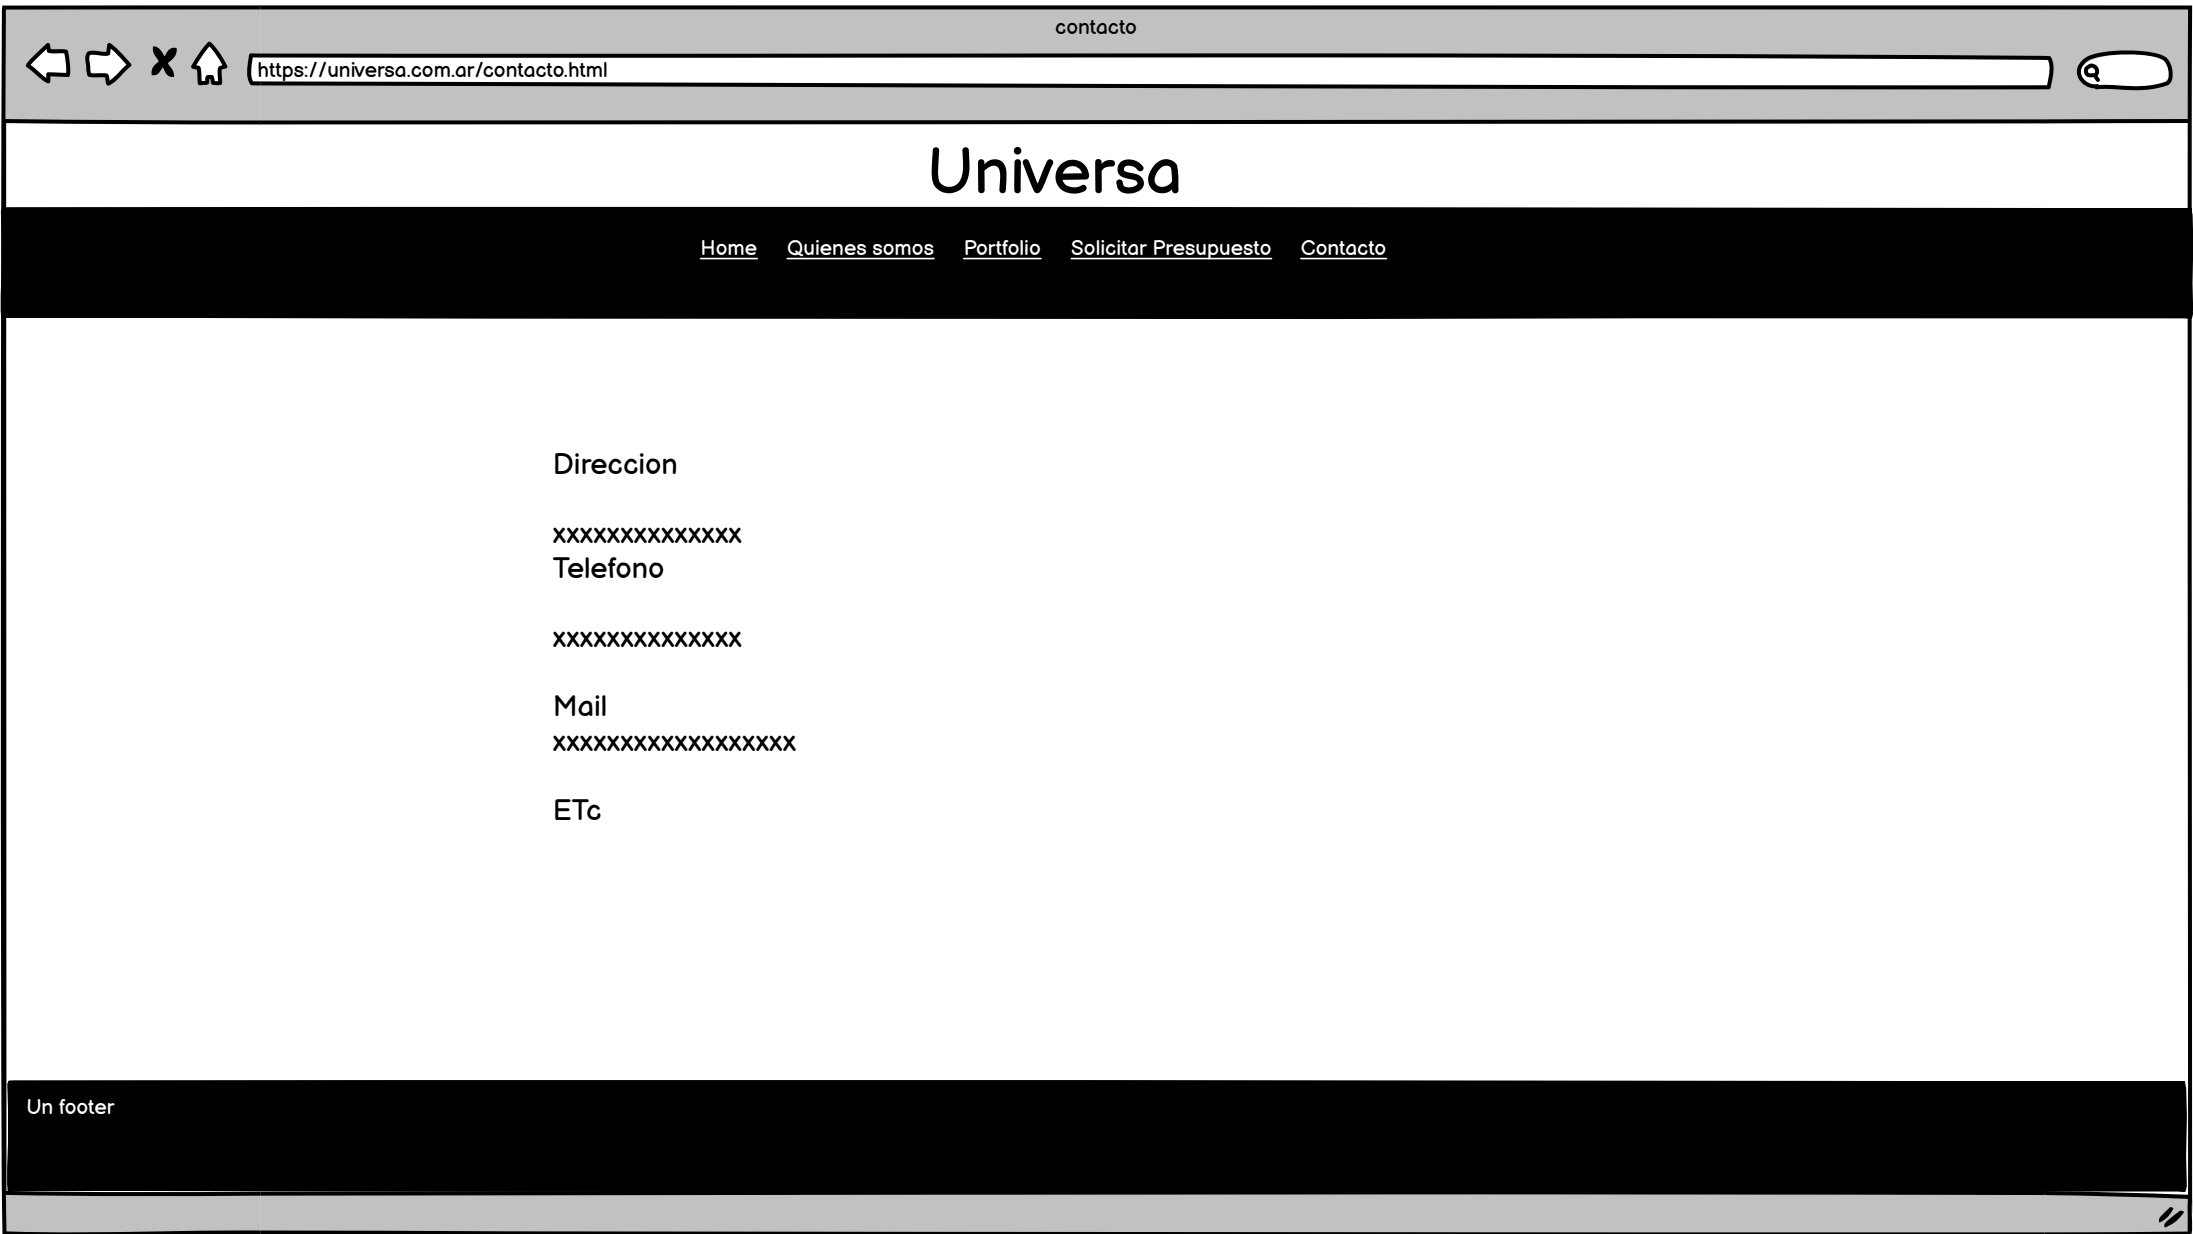 contacto
https://universa.com.ar/contacto.html
Universa
Home Quienes somos Portfolio Solicitar Presupuesto Contacto
Direccion
xxxxxxxxxxxxxx
Telefono
xxxxxxxxxxxxxx
Mail
xxxxxxxxxxxxxxxxxx
ETc
Un footer